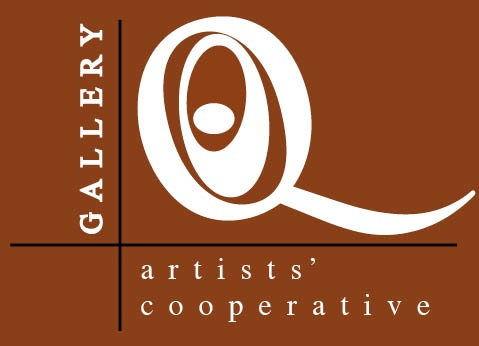 GALLERY
Q
artists’
cooperative